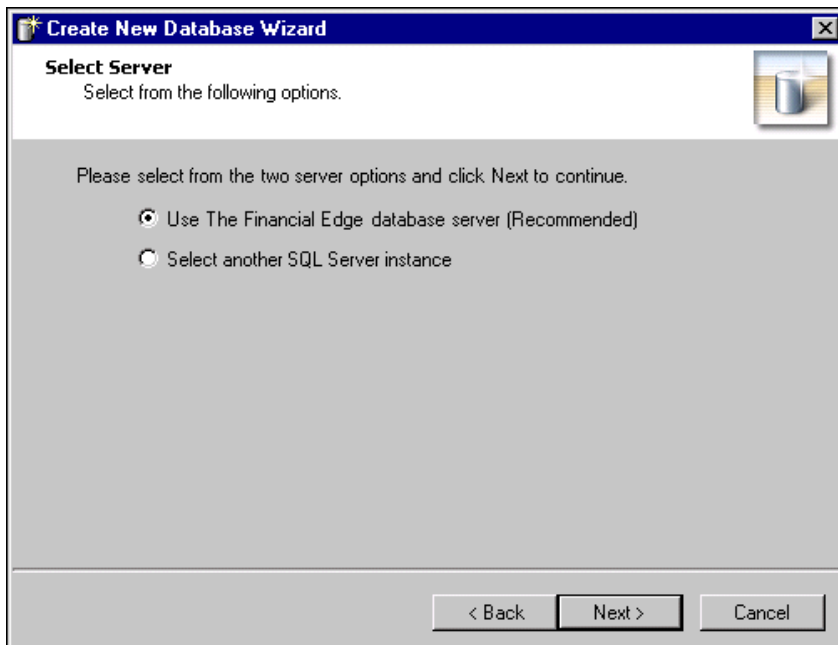 Create New Database Wizard
Select Server
Select from the following options.
Please select from the two server options and click Next to continue.
Use The Financial Edge database server (Recommended)
Select another SQL Server instance
< Back
Next >
Cancel